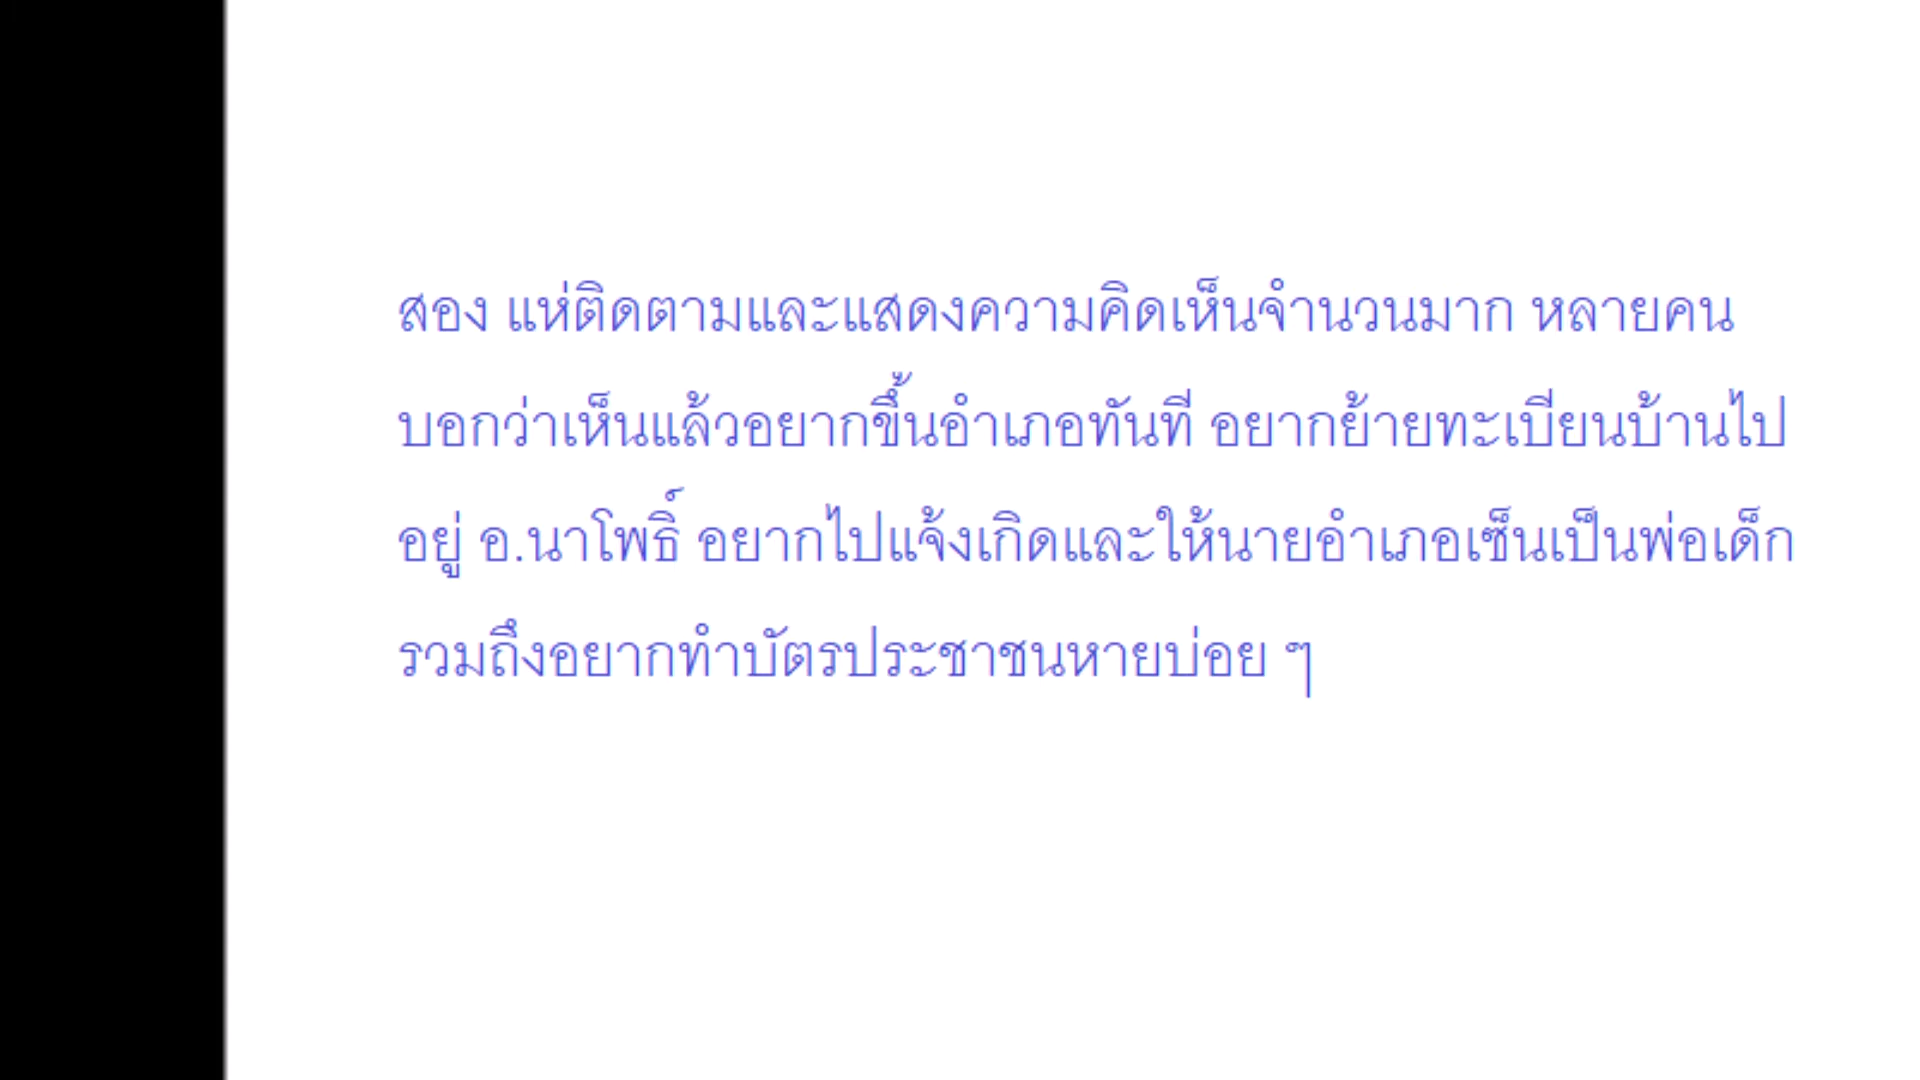 สอง แห่ติดตามและแสดงความคิดเห็นจำนวนมาก หลายคน
บอกว่าเห็นแล้วอยากขึ้นอำเภอทันที อยากย้ายทะเบียนบ้านไป
อยู่ อ.นาโพธิ์ อยากไปแจ้งเกิดและให้นายอำเภอเซ็นเป็นพ่อเด็ก
รวมถึงอยากทำบัตรประชาชนหายบ่อย ๆ